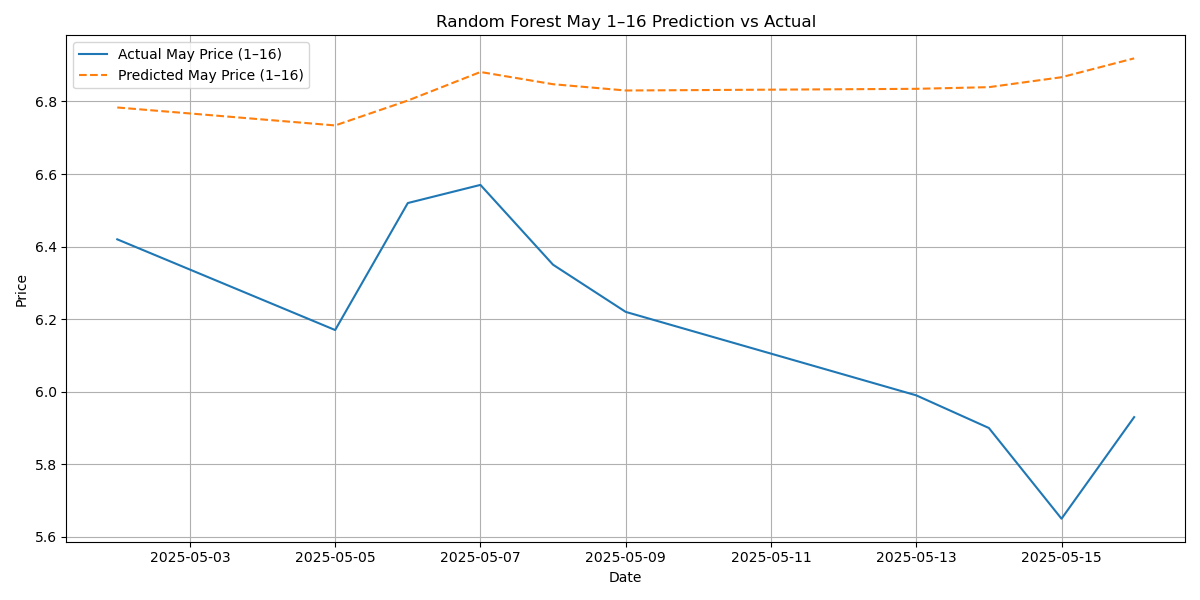 Random Forest May 1–16 Prediction vs Actual
Actual May Price (1–16)
Predicted May Price (1–16)
Price
6.8
6.6
6.4
6.2
6.0
5.8
5.6
2025-05-03 2025-05-05 2025-05-07 2025-05-09 2025-05-11 2025-05-13 2025-05-15
Date